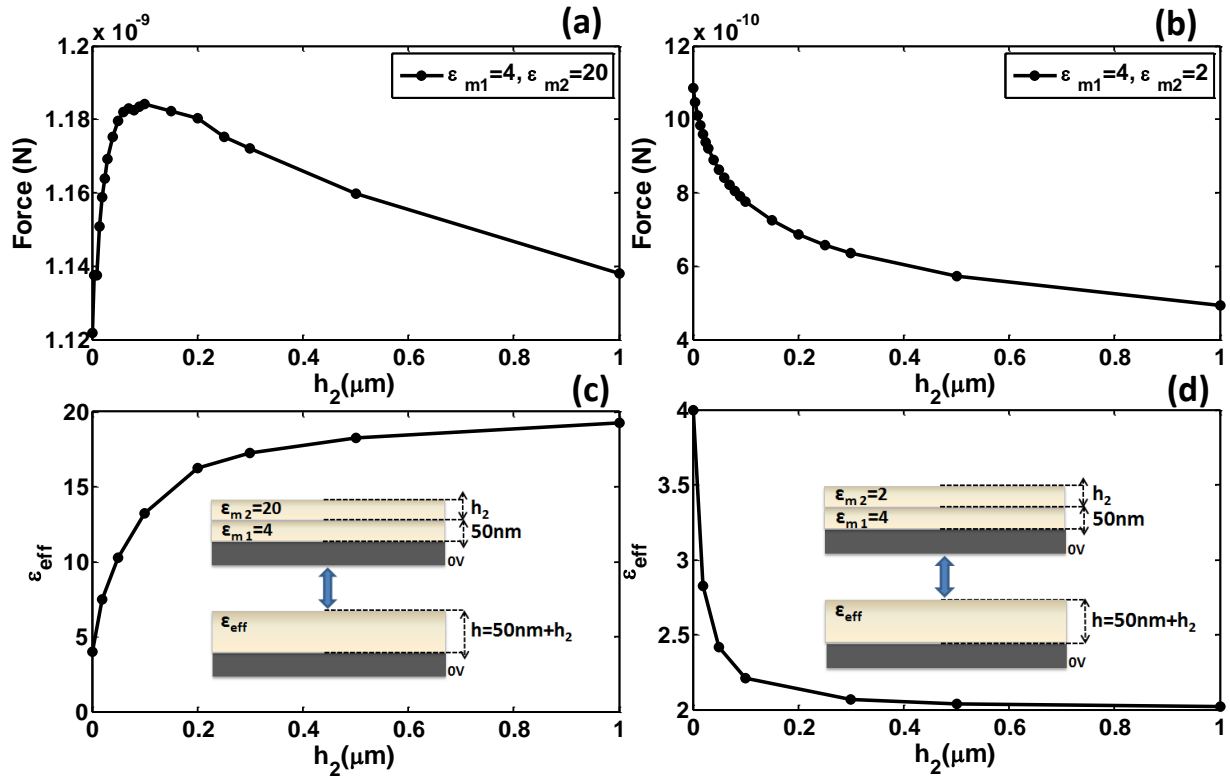 x 10⁻⁹
(a)
1.2
1.18
1.16
1.14
1.12
Force (N)
ε m1=4, ε m2=20
0 0.2 0.4 0.6 0.8 1
h₂(μm)
x 10⁻¹⁰
(b)
12
10
8
6
4
Force (N)
ε m1=4, ε m2=2
0 0.2 0.4 0.6 0.8 1
h₂(μm)
(c)
20
15
10
5
0
εeff
εm2=20
h₂
εm1=4
50nm
0V
εeff
h=50nm+h₂
0V
0 0.2 0.4 0.6 0.8 1
h₂(μm)
(d)
4
3.5
3
2.5
2
εeff
εm2=2
h₂
εm1=4
50nm
0V
εeff
h=50nm+h₂
0V
0 0.2 0.4 0.6 0.8 1
h₂(μm)